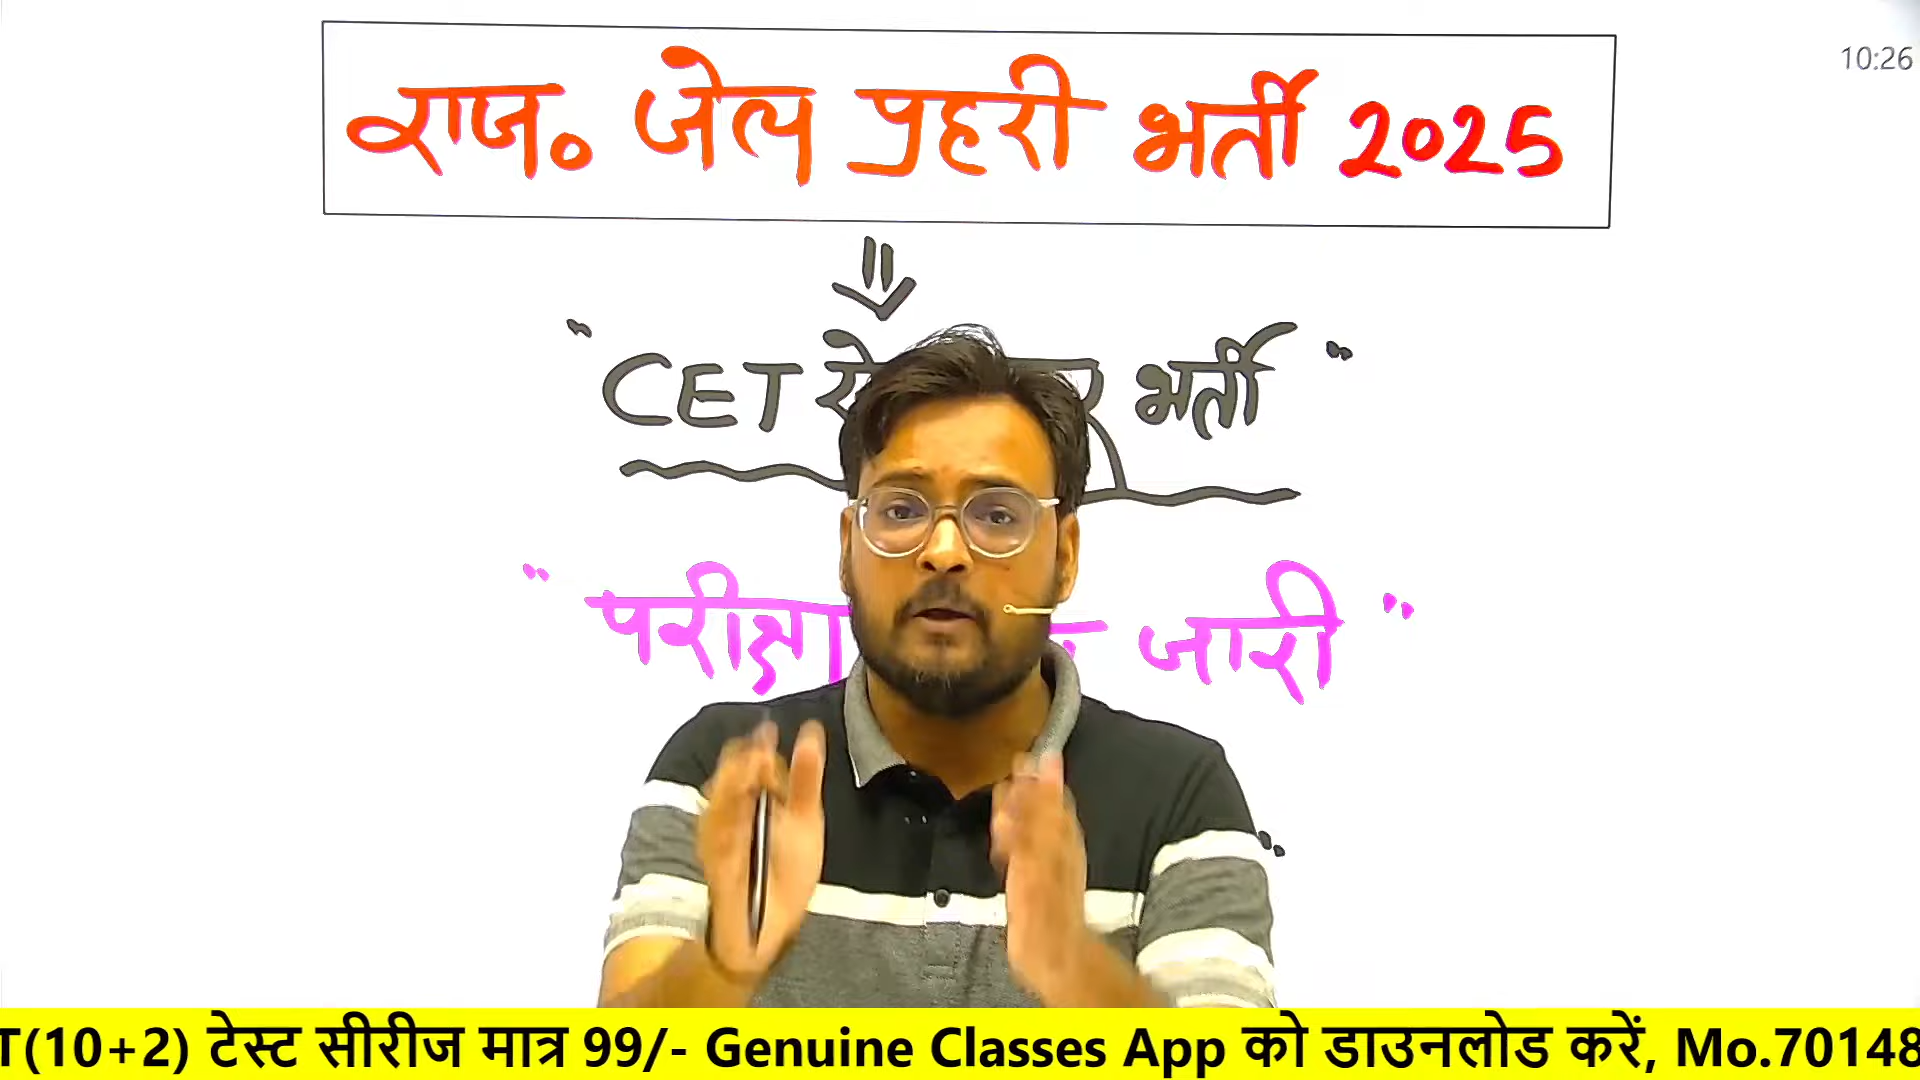 10:26
राज० जेल प्रहरी भर्ती 2025
"CET भर्ती"
"परीक्षा जारी"
T(10+2) टेस्ट सीरीज मात्र 99/- Genuine Classes App को डाउनलोड करें, Mo.70148